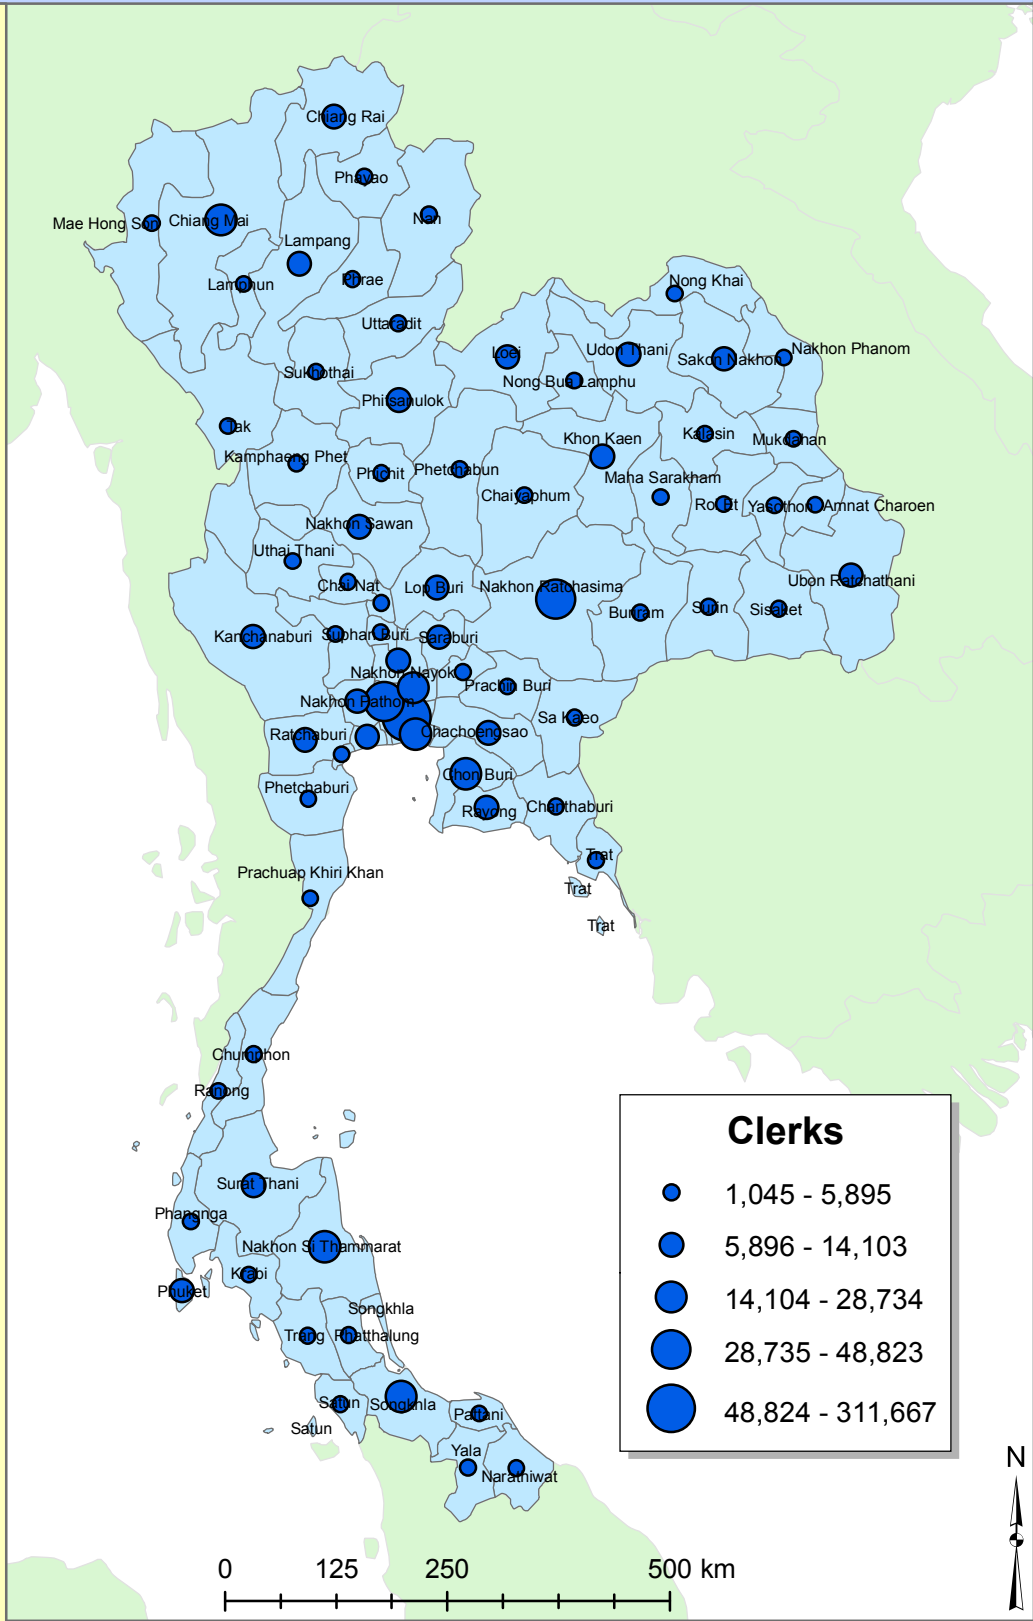 Chiang Rai
Phayao
Nan
Mae Hong Son
Chiang Mai
Lampang
Lamphun
Phrae
Uttaradit
Nong Khai
Loei
Udon Thani
Sakon Nakhon
Nakhon Phanom
Sukhothai
Nong Bua Lamphu
Phitsanulok
Tak
Khon Kaen
Kalasin
Mukdahan
Kamphaeng Phet
Phichit
Phetchabun
Maha Sarakham
Chaiyaphum
Roi Et
Yasothon
Amnat Charoen
Nakhon Sawan
Uthai Thani
Chai Nat
Lop Buri
Nakhon Ratchasima
Ubon Ratchathani
Buriram
Surin
Sisaket
Kanchanaburi
Suphan Buri
Saraburi
Nakhon Nayok
Prachin Buri
Nakhon Pathom
Sa Kaeo
Ratchaburi
Chachoengsao
Chon Buri
Phetchaburi
Rayong
Chanthaburi
Trat
Prachuap Khiri Khan
Trat
Trat
Chumphon
Ranong
Surat Thani
Phangnga
Nakhon Si Thammarat
Krabi
Phuket
Songkhla
Trang
Phatthalung
Satun
Songkhla
Pattani
Satun
Yala
Narathiwat
Clerks
1,045 - 5,895
5,896 - 14,103
14,104 - 28,734
28,735 - 48,823
48,824 - 311,667
N
0 125 250 500 km